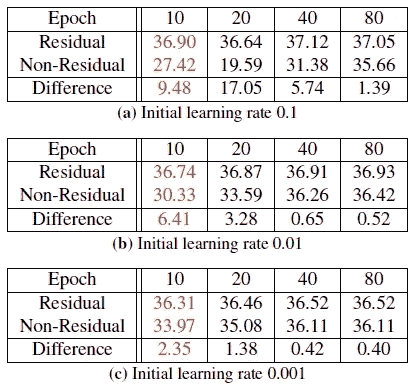 Epoch 10 20 40 80
Residual 36.90 36.64 37.12 37.05
Non-Residual 27.42 19.59 31.38 35.66
Difference 9.48 17.05 5.74 1.39
(a) Initial learning rate 0.1
Epoch 10 20 40 80
Residual 36.74 36.87 36.91 36.93
Non-Residual 30.33 33.59 36.26 36.42
Difference 6.41 3.28 0.65 0.52
(b) Initial learning rate 0.01
Epoch 10 20 40 80
Residual 36.31 36.46 36.52 36.52
Non-Residual 33.97 35.08 36.11 36.11
Difference 2.35 1.38 0.42 0.40
(c) Initial learning rate 0.001